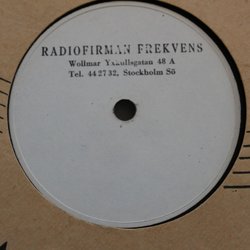 RADIOFIRMAN FREKVENS
Wollmar Yxkullsgatan 48 A
Tel. 44 27 32, Stockholm Sö